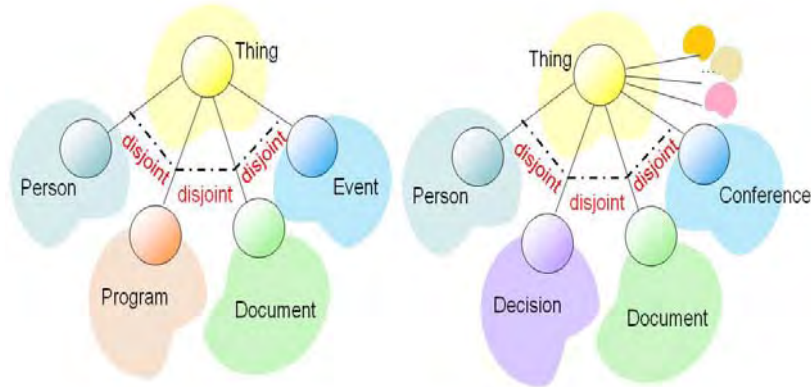 Thing
disjoint
disjoint
disjoint
Person
Event
Program
Document
Thing
....
disjoint
disjoint
disjoint
Person
Conference
Decision
Document